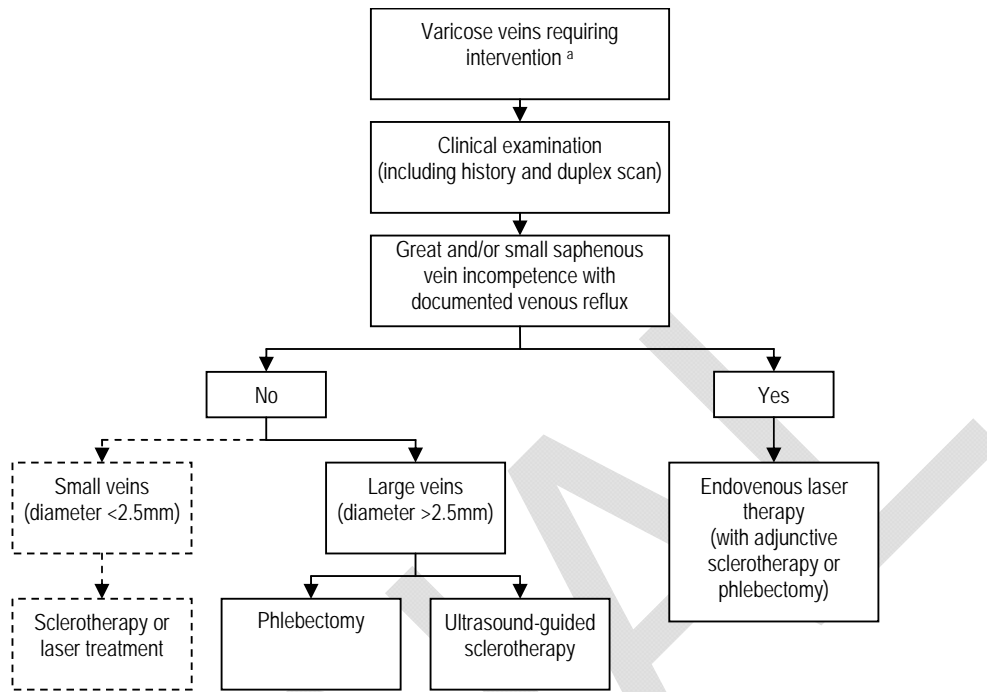 Varicose veins requiring
intervention a
Clinical examination
(including history and duplex scan)
Great and/or small saphenous
vein incompetence with
documented venous reflux
No
Yes
Small veins
(diameter <2.5mm)
Large veins
(diameter >2.5mm)
Endovenous laser
therapy
(with adjunctive
sclerotherapy or
phlebectomy)
Sclerotherapy or
laser treatment
Phlebectomy
Ultrasound-guided
sclerotherapy